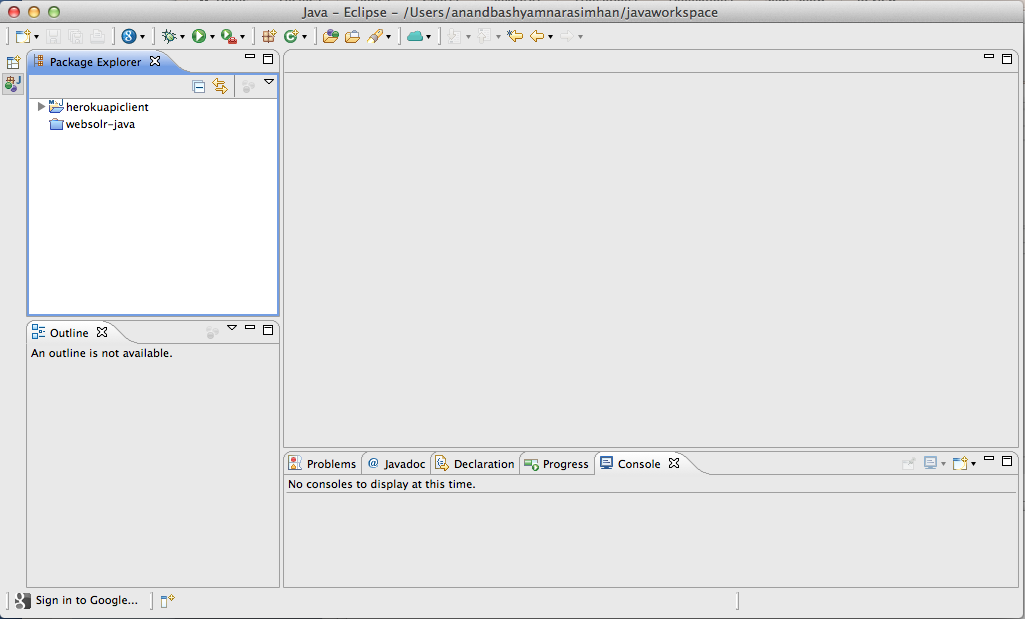 Java – Eclipse – /Users/anandbashyamnarasimhan/javaworkspace
Package Explorer
herokuapiclient
websolr-java
Outline
An outline is not available.
Problems
Javadoc
Declaration
Progress
Console
No consoles to display at this time.
Sign in to Google...